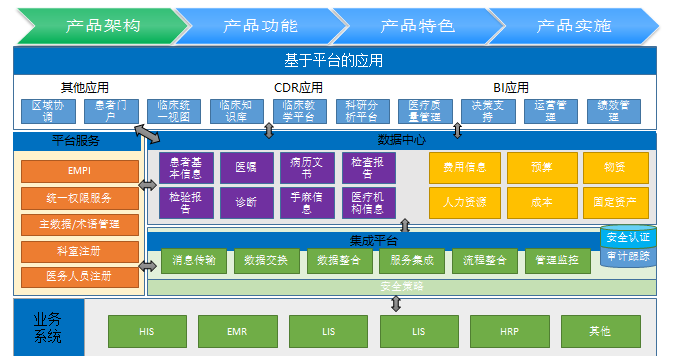 产品架构 产品功能 产品特色 产品实施
基于平台的应用
其他应用 CDR应用 BI应用
区域协调 患者门户 临床统一视图 临床知识库 临床教学平台 科研分析平台 医疗质量管理 决策支持 运营管理 绩效管理
平台服务
EMPI
统一权限服务
主数据/术语管理
科室注册
医务人员注册
数据中心
患者基本信息 医嘱 病历文书 检查报告 费用信息 预算 物资
检验报告 诊断 手麻信息 医疗机构信息 人力资源 成本 固定资产
集成平台
安全认证
审计跟踪
消息传输 数据交换 数据整合 服务集成 流程整合 管理监控
安全策略
业务系统
HIS EMR LIS LIS HRP 其他